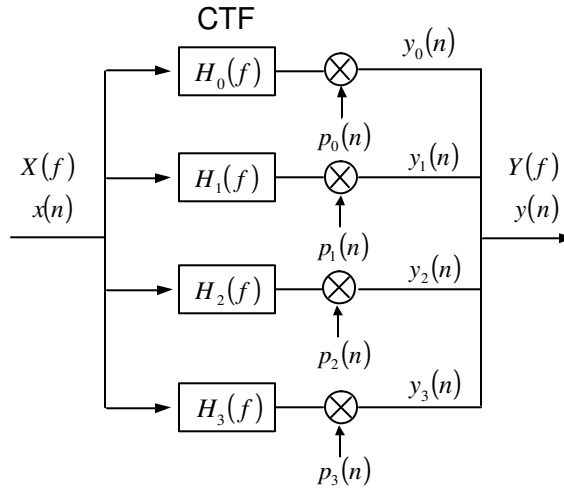 CTF
H₀(f)
y₀(n)
p₀(n)
X(f)
x(n)
H₁(f)
y₁(n)
p₁(n)
Y(f)
y(n)
H₂(f)
y₂(n)
p₂(n)
H₃(f)
y₃(n)
p₃(n)